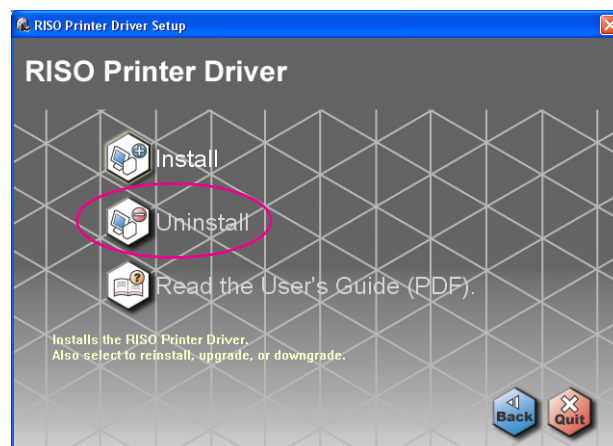 RISO Printer Driver Setup
RISO Printer Driver
Install
Uninstall
Read the User's Guide (PDF).
Installs the RISO Printer Driver.
Also select to reinstall, upgrade, or downgrade.
Back
Quit